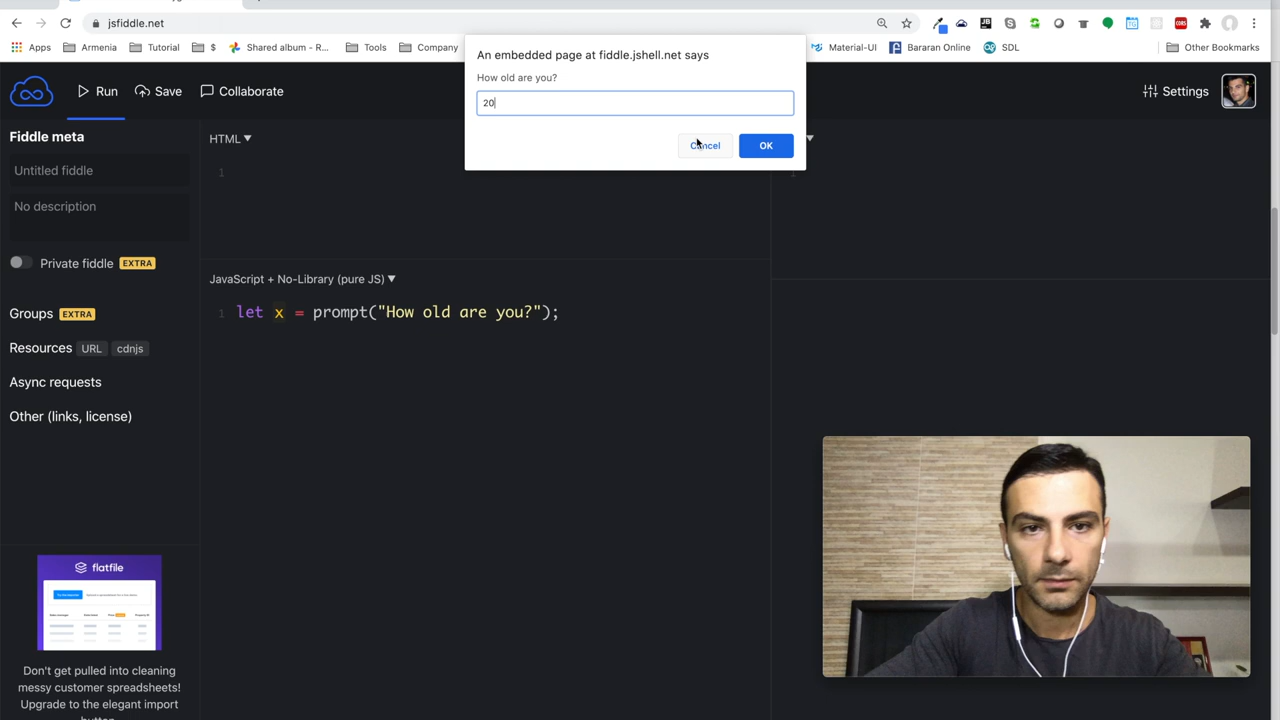 jsfiddle.net
Apps
Armenia
Tutorial
$
Shared album - R...
Tools
Company
Material-UI
Bararan Online
SDL
Other Bookmarks
An embedded page at fiddle.jshell.net says
How old are you?
20
Cancel
OK
Run
Save
Collaborate
Settings
Fiddle meta
Untitled fiddle
No description
Private fiddle EXTRA
Groups EXTRA
Resources URL cdnjs
Async requests
Other (links, license)
HTML
1
1
JavaScript + No-Library (pure JS)
1 let x = prompt("How old are you?");
flatfile
Don't get pulled into cleaning
messy customer spreadsheets!
Upgrade to the elegant import